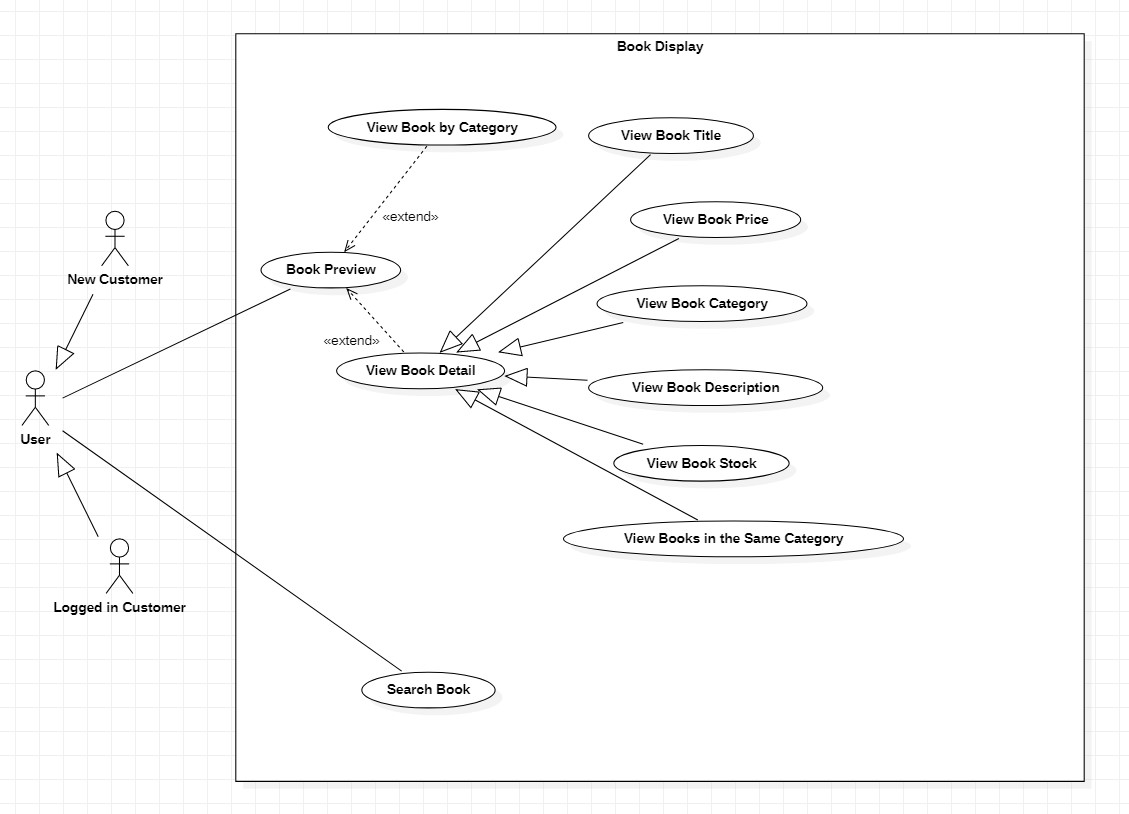 Book Display
View Book by Category
View Book Title
«extend»
View Book Price
New Customer
Book Preview
View Book Category
«extend»
View Book Detail
View Book Description
User
View Book Stock
View Books in the Same Category
Logged in Customer
Search Book